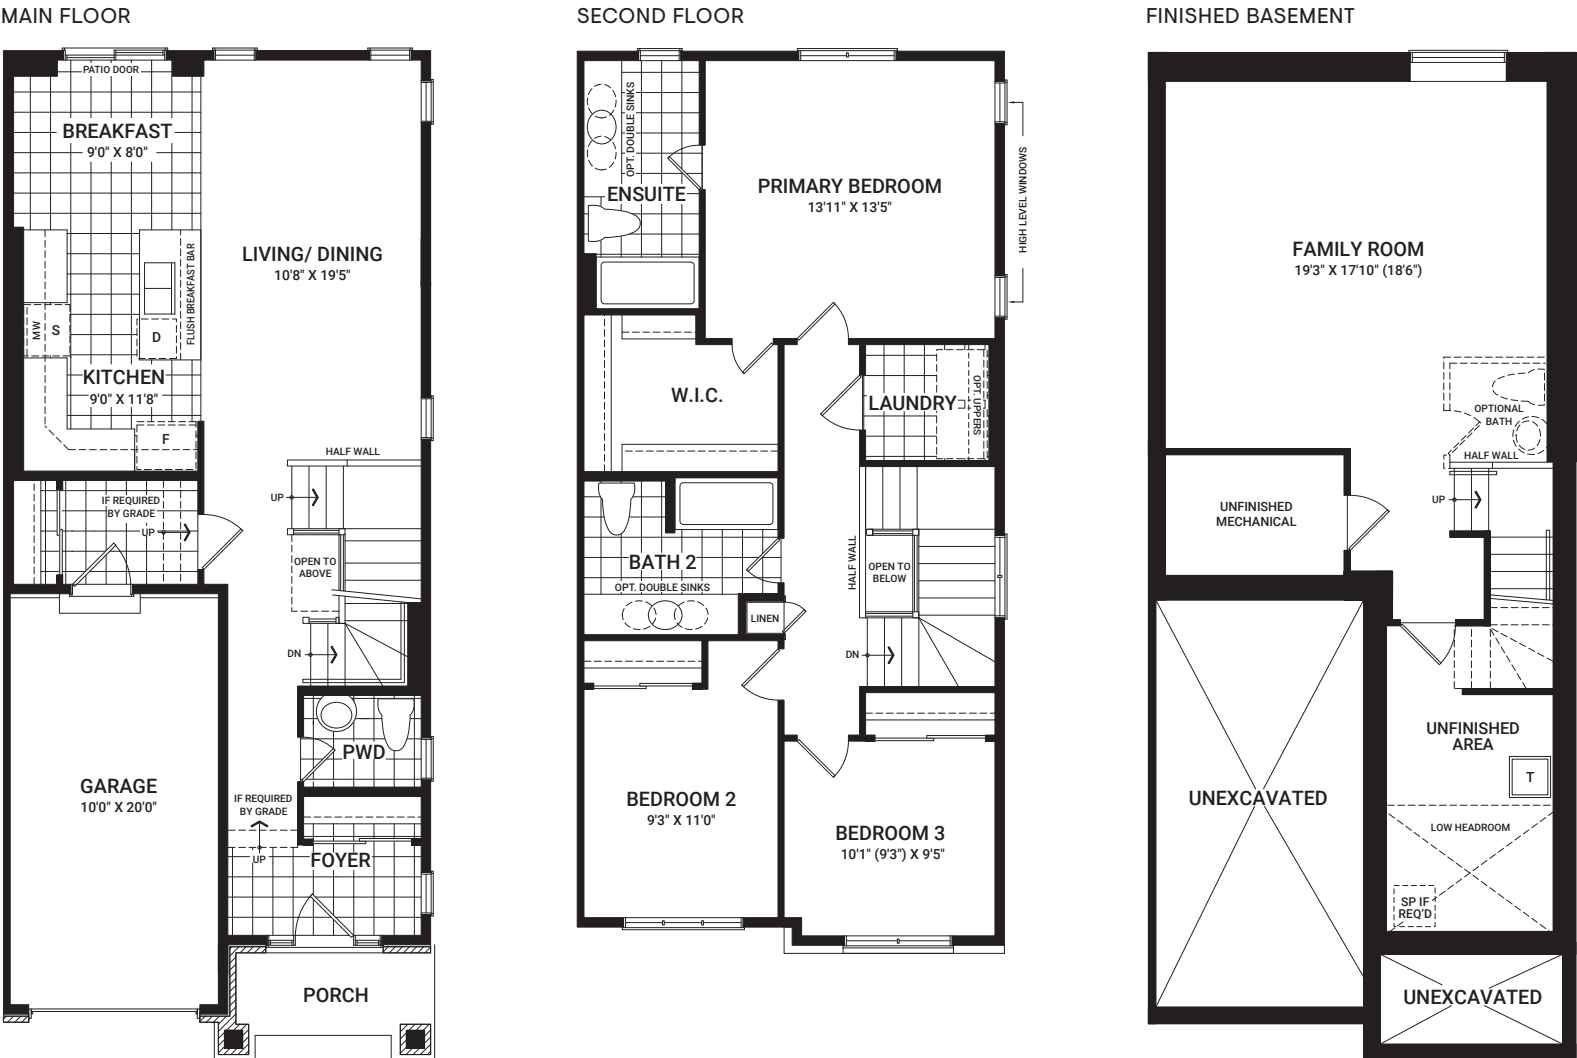 MAIN FLOOR
PATIO DOOR
BREAKFAST
9'0" X 8'0"
LIVING/ DINING
10'8" X 19'5"
FLUSH BREAKFAST BAR
MW
S
D
KITCHEN
9'0" X 11'8"
F
HALF WALL
UP
IF REQUIRED
BY GRADE
UP
OPEN TO
ABOVE
DN
PWD
GARAGE
10'0" X 20'0"
IF REQUIRED
BY GRADE
UP
FOYER
PORCH
SECOND FLOOR
OPT. DOUBLE SINKS
ENSUITE
PRIMARY BEDROOM
13'11" X 13'5"
HIGH LEVEL WINDOWS
W.I.C.
LAUNDRY
OPT. UPPERS
BATH 2
OPT. DOUBLE SINKS
HALF WALL
OPEN TO
BELOW
LINEN
DN
BEDROOM 2
9'3" X 11'0"
BEDROOM 3
10'1" (9'3") X 9'5"
FINISHED BASEMENT
FAMILY ROOM
19'3" X 17'10" (18'6")
OPTIONAL
BATH
HALF WALL
UP
UNFINISHED
MECHANICAL
UNFINISHED
AREA
T
UNEXCAVATED
LOW HEADROOM
SP IF
REQ'D
UNEXCAVATED